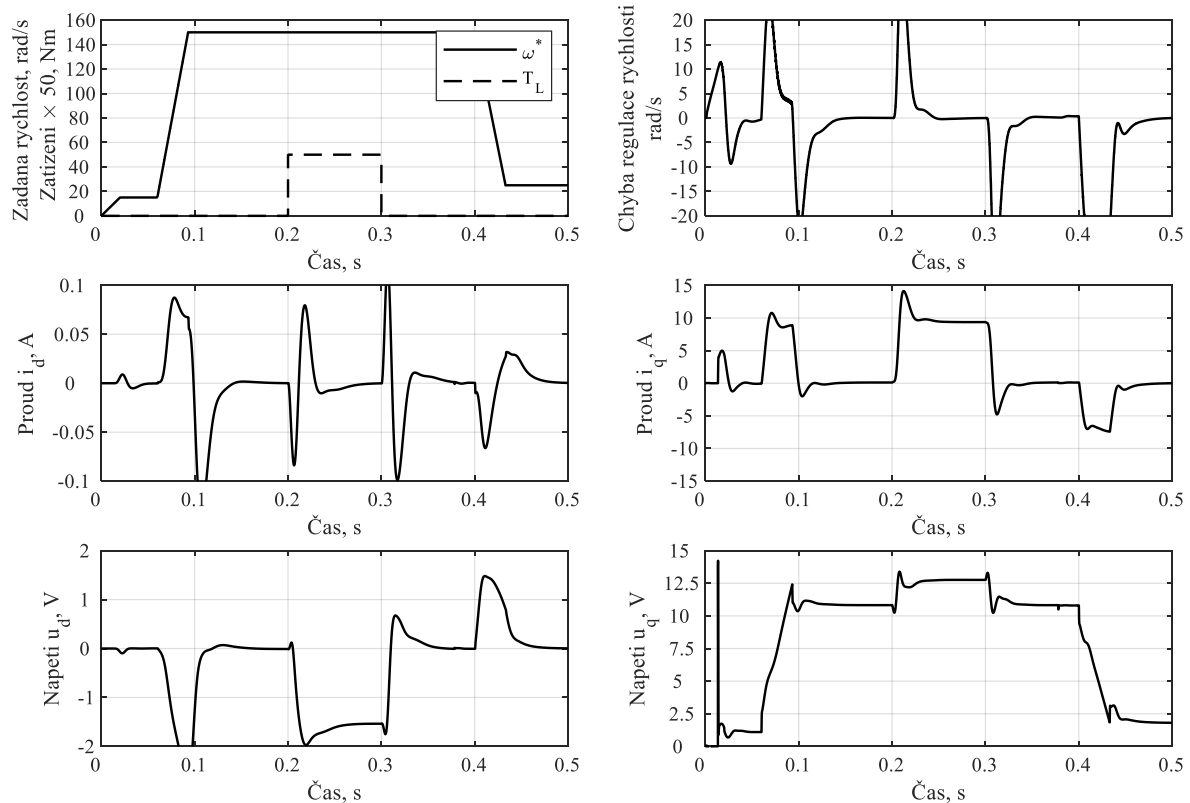 Zadana rychlost, rad/s
Zatizeni × 50, Nm
160
140
120
100
80
60
40
20
0
ω*
T_L
0 0.1 0.2 0.3 0.4 0.5
Čas, s
Chyba regulace rychlosti
rad/s
20
15
10
5
0
-5
-10
-15
-20
0 0.1 0.2 0.3 0.4 0.5
Čas, s
Proud i_d, A
0.1
0.05
0
-0.05
-0.1
0 0.1 0.2 0.3 0.4 0.5
Čas, s
Proud i_q, A
15
10
5
0
-5
-10
-15
0 0.1 0.2 0.3 0.4 0.5
Čas, s
Napeti u_d, V
2
1
0
-1
-2
0 0.1 0.2 0.3 0.4 0.5
Čas, s
Napeti u_q, V
15
12.5
10
7.5
5
2.5
0
0 0.1 0.2 0.3 0.4 0.5
Čas, s